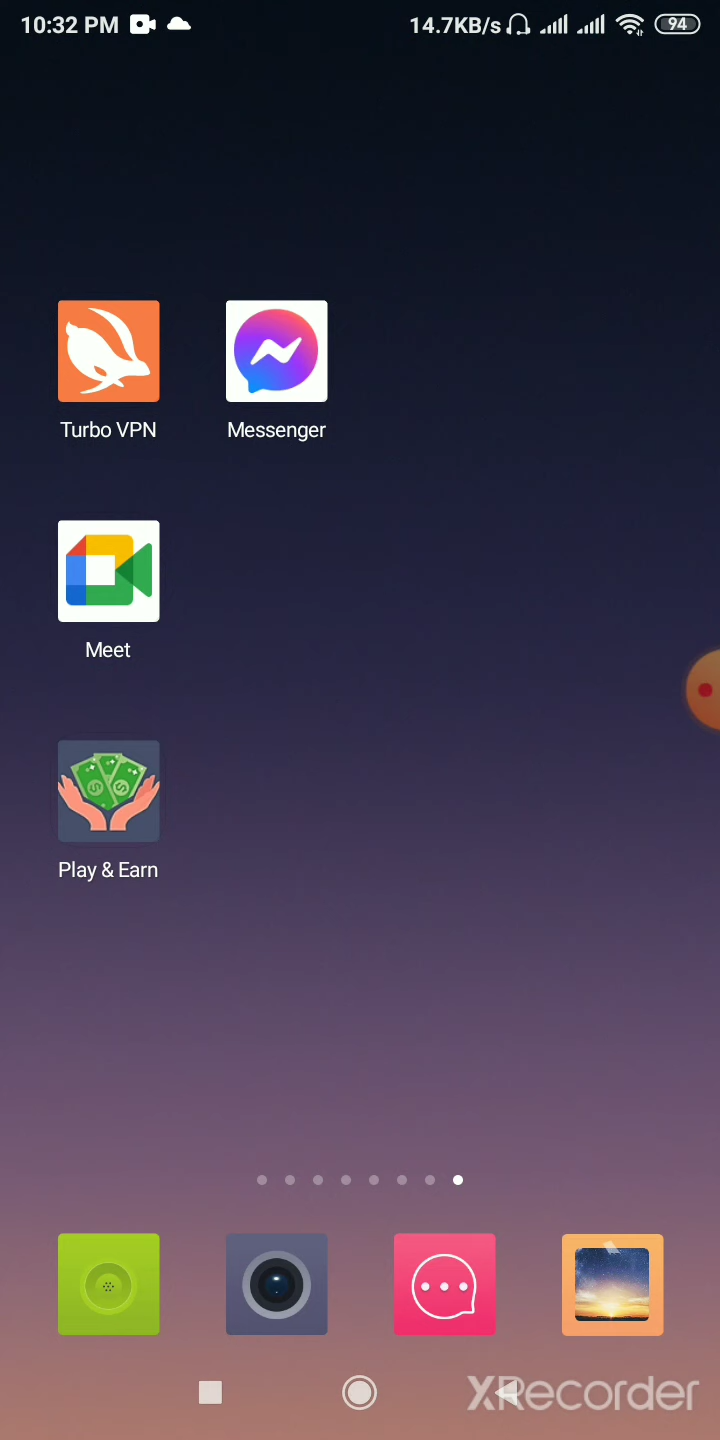 10:32 PM 14.7KB/s 94
Turbo VPN Messenger
Meet
Play & Earn
XRecorder